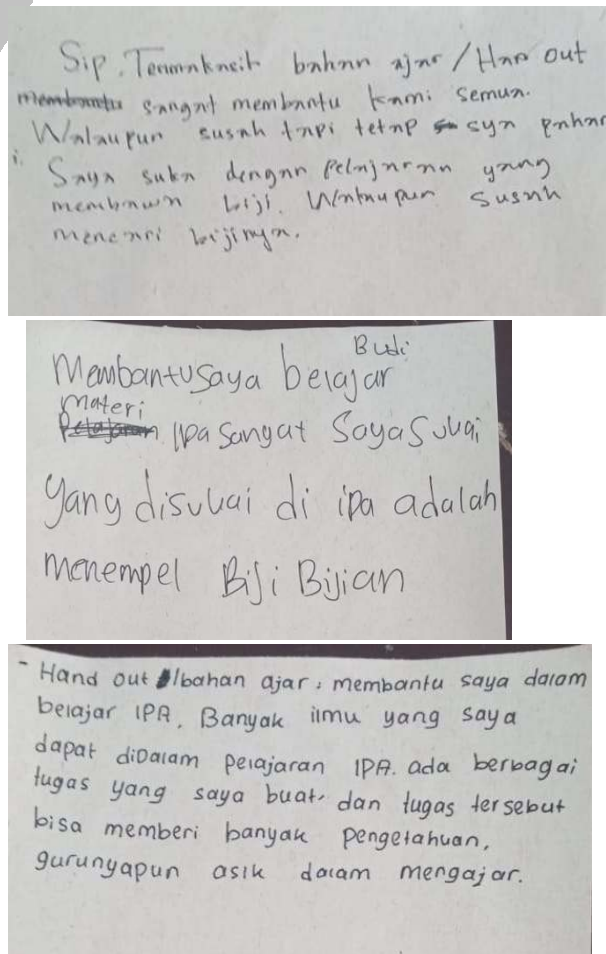 Sip. Terimakasih bahan ajar / Han out
membantu sangat membantu kami semua.
Walaupun susah tapi tetap sya paham
i.
Saya suka dengan Pelajaran yang
membawa biji. Walaupun susah
mencari bijinya.
Budi
Membantu saya belajar
materi
Pelajaran Ipa Sangat Saya Sukai
yang disukai di ipa adalah
menempel Biji Bijian
- Hand out /bahan ajar : membantu saya dalam
belajar IPA. Banyak ilmu yang saya
dapat diDalam pelajaran IPA. ada berbagai
tugas yang saya buat, dan tugas tersebut
bisa memberi banyak pengetahuan,
gurunyapun asik dalam mengajar.